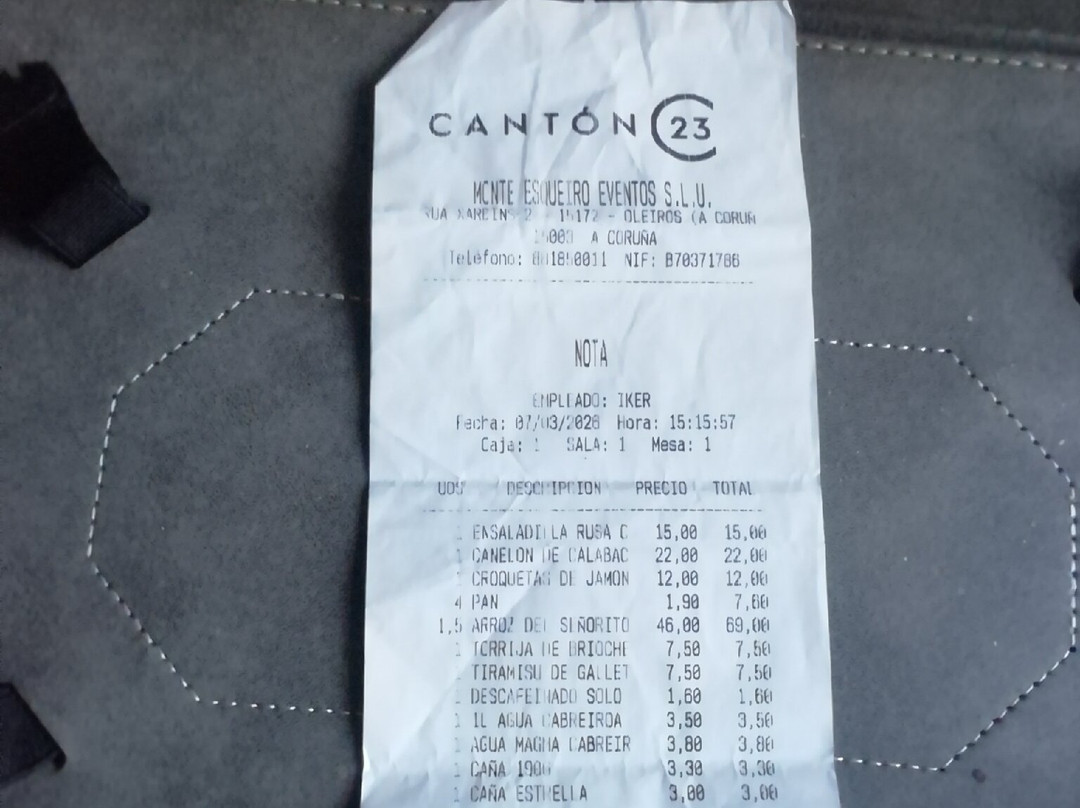 CANTÓN 23
MONTE ESQUEIRO EVENTOS S.L.U.
15172 - OLEIROS (A CORUÑ
A CORUÑA
Teléfono: NIF: B70371786
NOTA
EMPLEADO: IKER
Fecha: 07/03/2026 Hora: 15:15:57
Caja: 1 SALA: 1 Mesa: 1
UDS DESCRIPCION PRECIO TOTAL
1 ENSALADILLA RUSA C 15,00 15,00
1 CANELON DE CALABAC 22,00 22,00
1 CROQUETAS DE JAMON 12,00 12,00
4 PAN 1,90 7,60
1,5 ARROZ DEL SEÑORITO 46,00 69,00
1 TORRIJA DE BRIOCHE 7,50 7,50
TIRAMISU DE GALLET 7,50 7,50
1 DESCAFEINADO SOLO 1,60 1,60
1 1L AGUA CABREIROA 3,50 3,50
1 AGUA MAGMA CABREIR 3,80 3,80
1 CAÑA 1906 3,30 3,30
1 CAÑA ESTRELLA 3,00 3,00